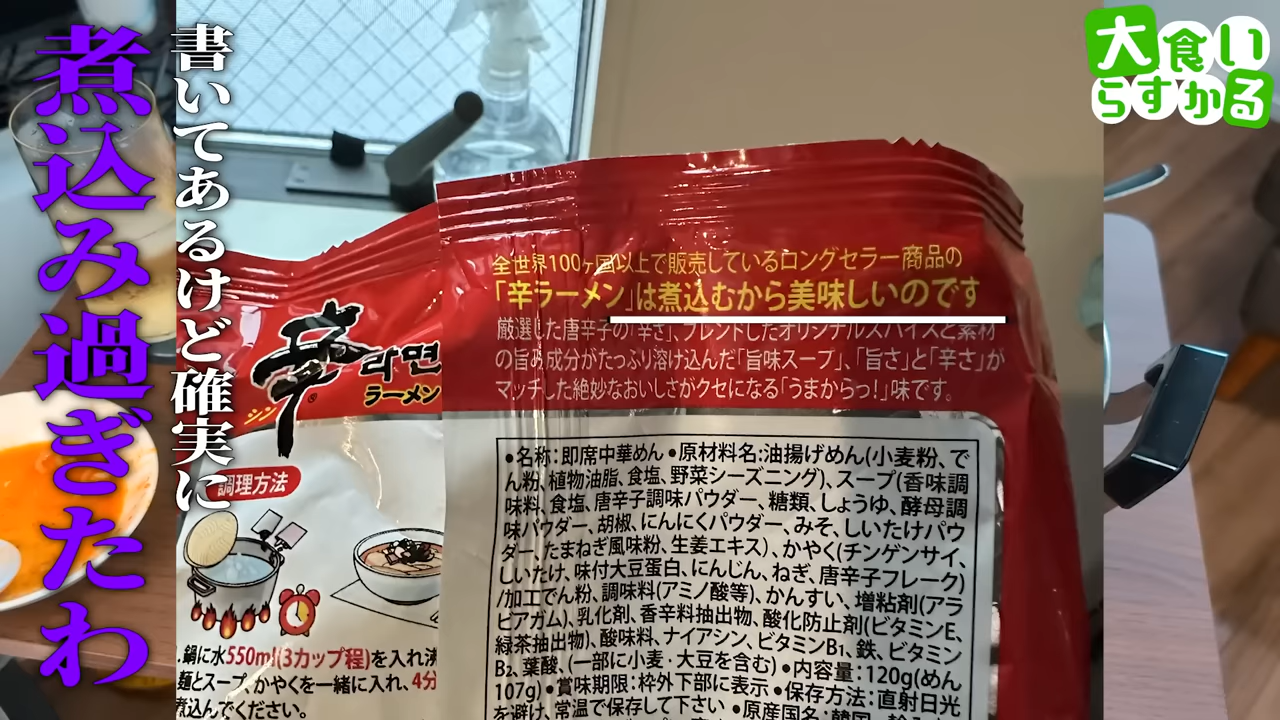 書いてあるけど確実に
煮込み過ぎたわ
大食い
らすかる
全世界100ヶ国以上で販売しているロングセラー商品の
「辛ラーメン」は煮込むから美味しいのです
厳選した唐辛子の「辛さ」、ブレンドしたオリジナルスパイスと素材
の旨み成分がたっぷり溶け込んだ「旨味スープ」、「旨さ」と「辛さ」が
マッチした絶妙なおいしさがクセになる「うまからっ!」味です。
辛라면
シン ラーメン
調理方法
鍋に水550ml(3カップ程)を入れ沸
麺とスープ、かやくを一緒に入れ、4分
煮込んでください。
●名称:即席中華めん ●原材料名:油揚げめん(小麦粉、で
ん粉、植物油脂、食塩、野菜シーズニング)、スープ(香味調
味料、食塩、唐辛子調味パウダー、糖類、しょうゆ、酵母調
味パウダー、胡椒、にんにくパウダー、みそ、しいたけパウ
ダー、たまねぎ風味粉、生姜エキス)、かやく(チンゲンサイ、
しいたけ、味付大豆蛋白、にんじん、ねぎ、唐辛子フレーク)
/加工でん粉、調味料(アミノ酸等)、かんすい、増粘剤(アラ
ビアガム)、乳化剤、香辛料抽出物、酸化防止剤(ビタミンE、
緑茶抽出物)、酸味料、ナイアシン、ビタミンB₁、鉄、ビタミン
B₂、葉酸、(一部に小麦・大豆を含む) ●内容量:120g(めん
107g) ●賞味期限:枠外下部に表示 ●保存方法:直射日光
を避け、常温で保存して下さい ●原産国名:韓国